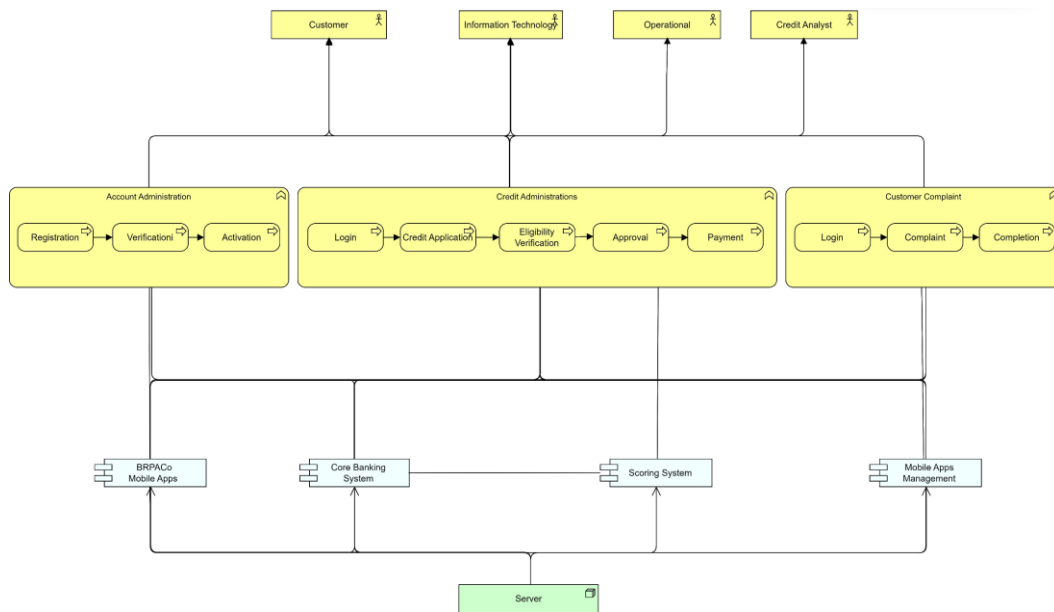 Customer
Information Technology
Operational
Credit Analyst
Account Administration
Registration
Verificationi
Activation
Credit Administrations
Login
Credit Application
Eligibility
Verification
Approval
Payment
Customer Complaint
Login
Complaint
Completion
BRPACo
Mobile Apps
Core Banking
System
Scoring System
Mobile Apps
Management
Server